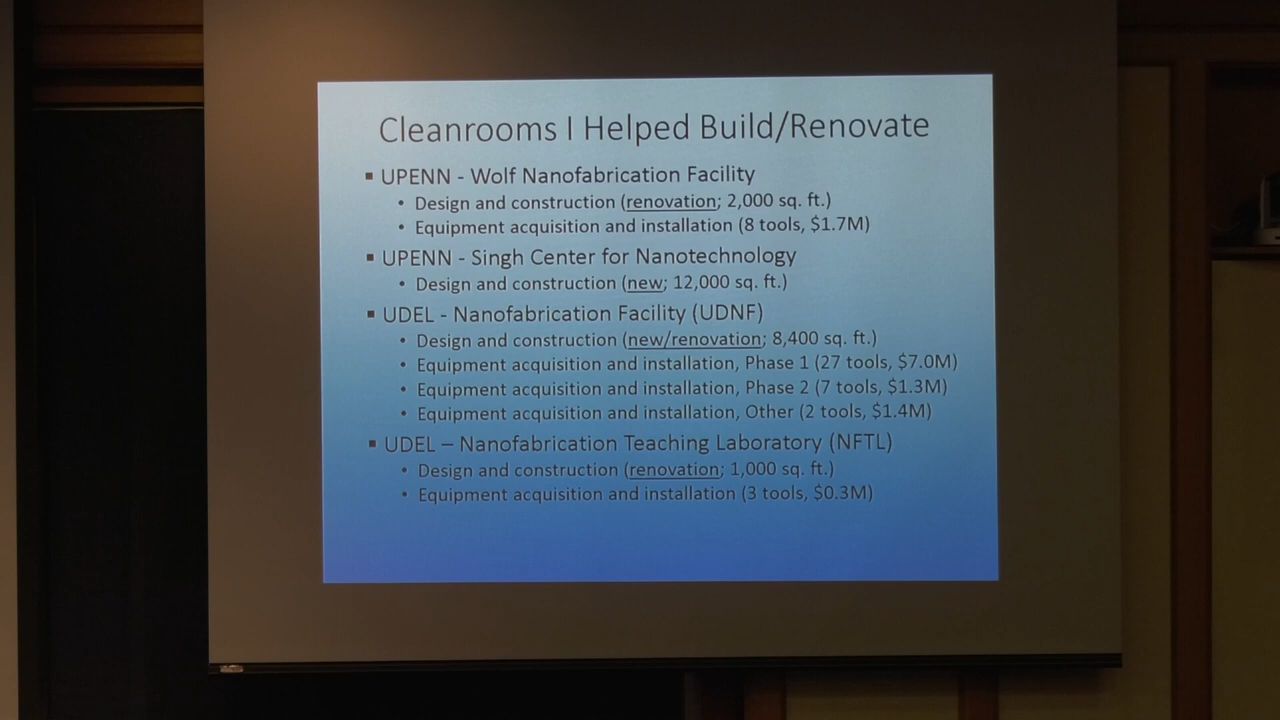 Cleanrooms I Helped Build/Renovate
▪ UPENN - Wolf Nanofabrication Facility
• Design and construction (renovation; 2,000 sq. ft.)
• Equipment acquisition and installation (8 tools, $1.7M)
▪ UPENN - Singh Center for Nanotechnology
• Design and construction (new; 12,000 sq. ft.)
▪ UDEL - Nanofabrication Facility (UDNF)
• Design and construction (new/renovation; 8,400 sq. ft.)
• Equipment acquisition and installation, Phase 1 (27 tools, $7.0M)
• Equipment acquisition and installation, Phase 2 (7 tools, $1.3M)
• Equipment acquisition and installation, Other (2 tools, $1.4M)
▪ UDEL – Nanofabrication Teaching Laboratory (NFTL)
• Design and construction (renovation; 1,000 sq. ft.)
• Equipment acquisition and installation (3 tools, $0.3M)